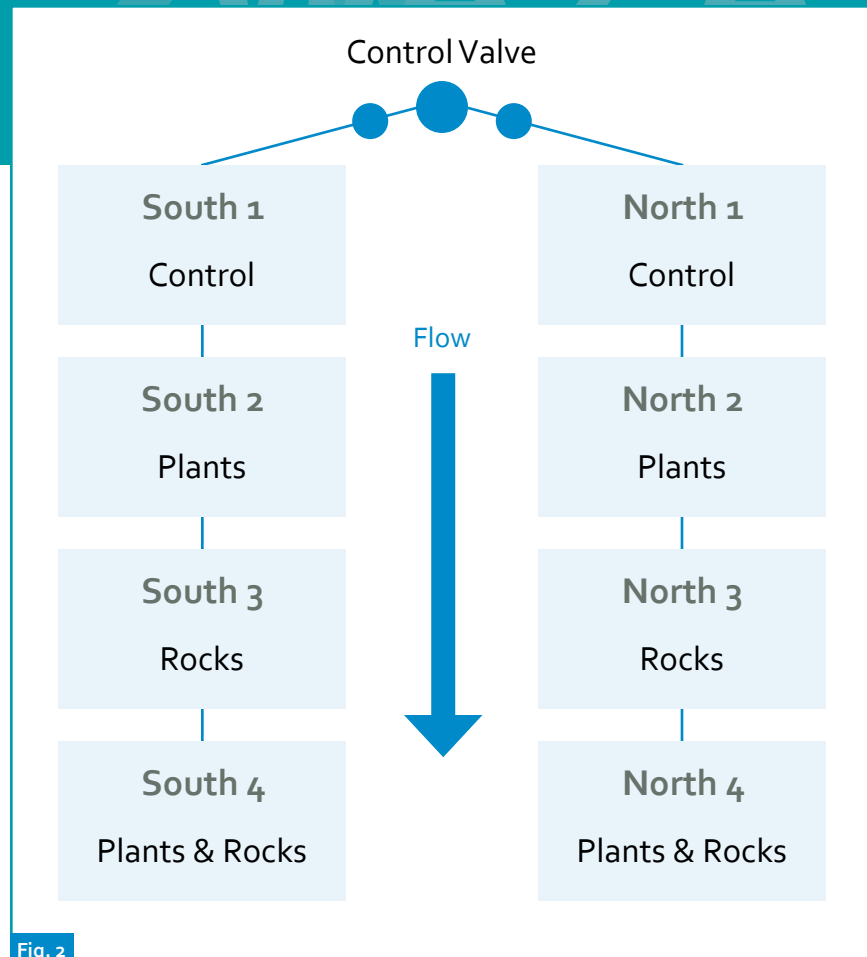 Control Valve
South 1
Control
North 1
Control
Flow
South 2
Plants
North 2
Plants
South 3
Rocks
North 3
Rocks
South 4
Plants & Rocks
North 4
Plants & Rocks
Fig. 2